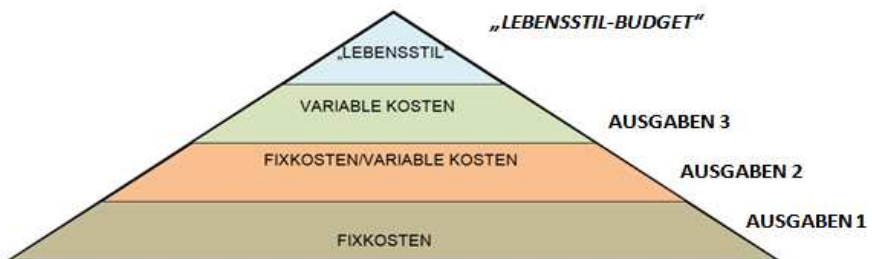 „LEBENSSTIL-BUDGET“
„LEBENSSTIL“
VARIABLE KOSTEN
AUSGABEN 3
FIXKOSTEN/VARIABLE KOSTEN
AUSGABEN 2
AUSGABEN 1
FIXKOSTEN